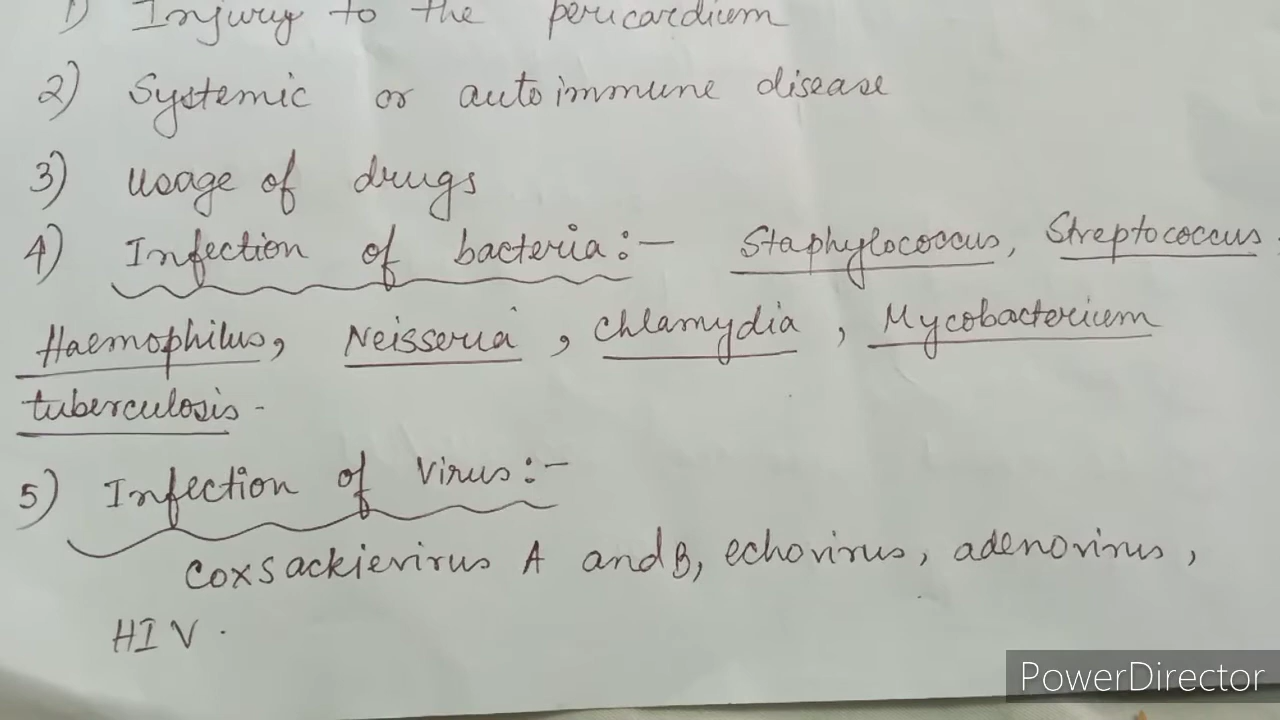 1) Injury to the pericardium
2) Systemic or autoimmune disease
3) Usage of drugs
4) Infection of bacteria:- Staphylococcus, Streptococcus.
Haemophilus, Neisseria, Chlamydia, Mycobacterium
tuberculosis-
5) Infection of Virus:-
Coxsackievirus A and B, echovirus, adenovirus,
HIV.
PowerDirector